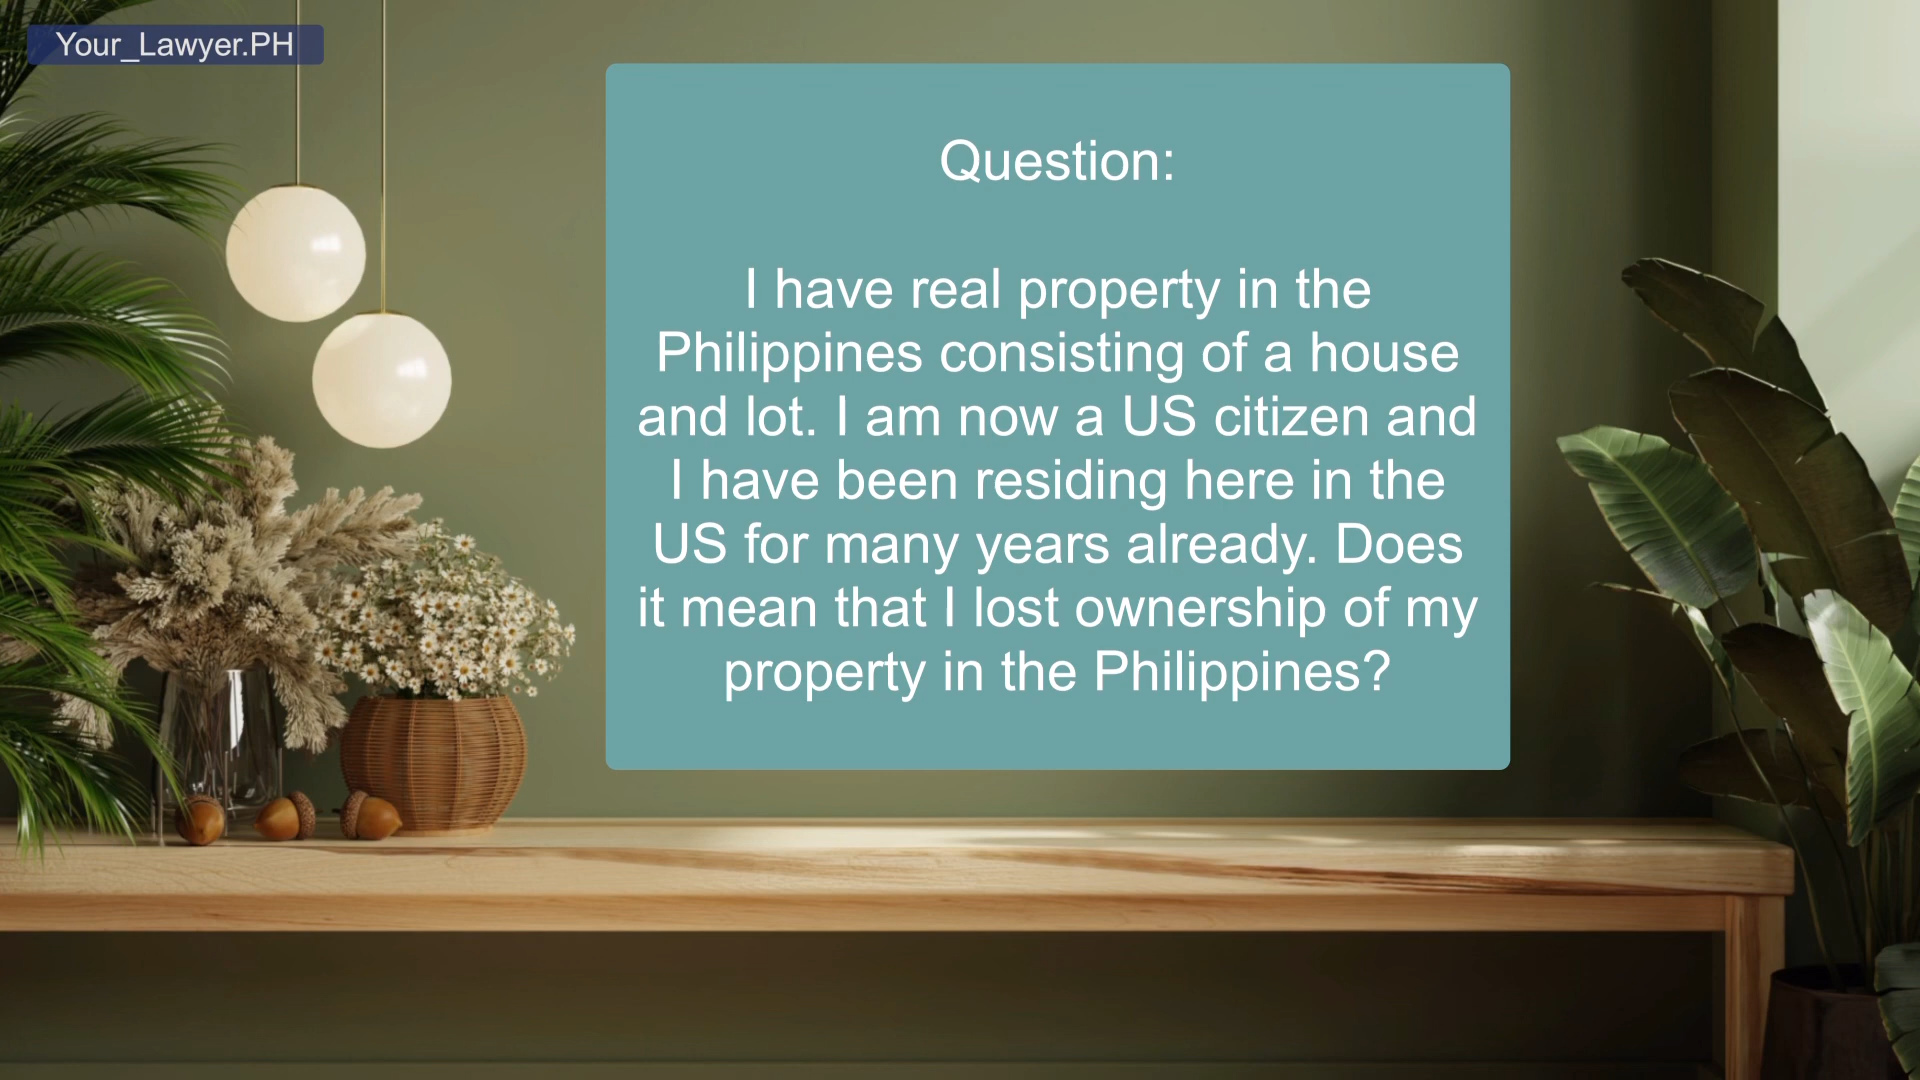 Your_Lawyer.PH
Question:
I have real property in the
Philippines consisting of a house
and lot. I am now a US citizen and
I have been residing here in the
US for many years already. Does
it mean that I lost ownership of my
property in the Philippines?